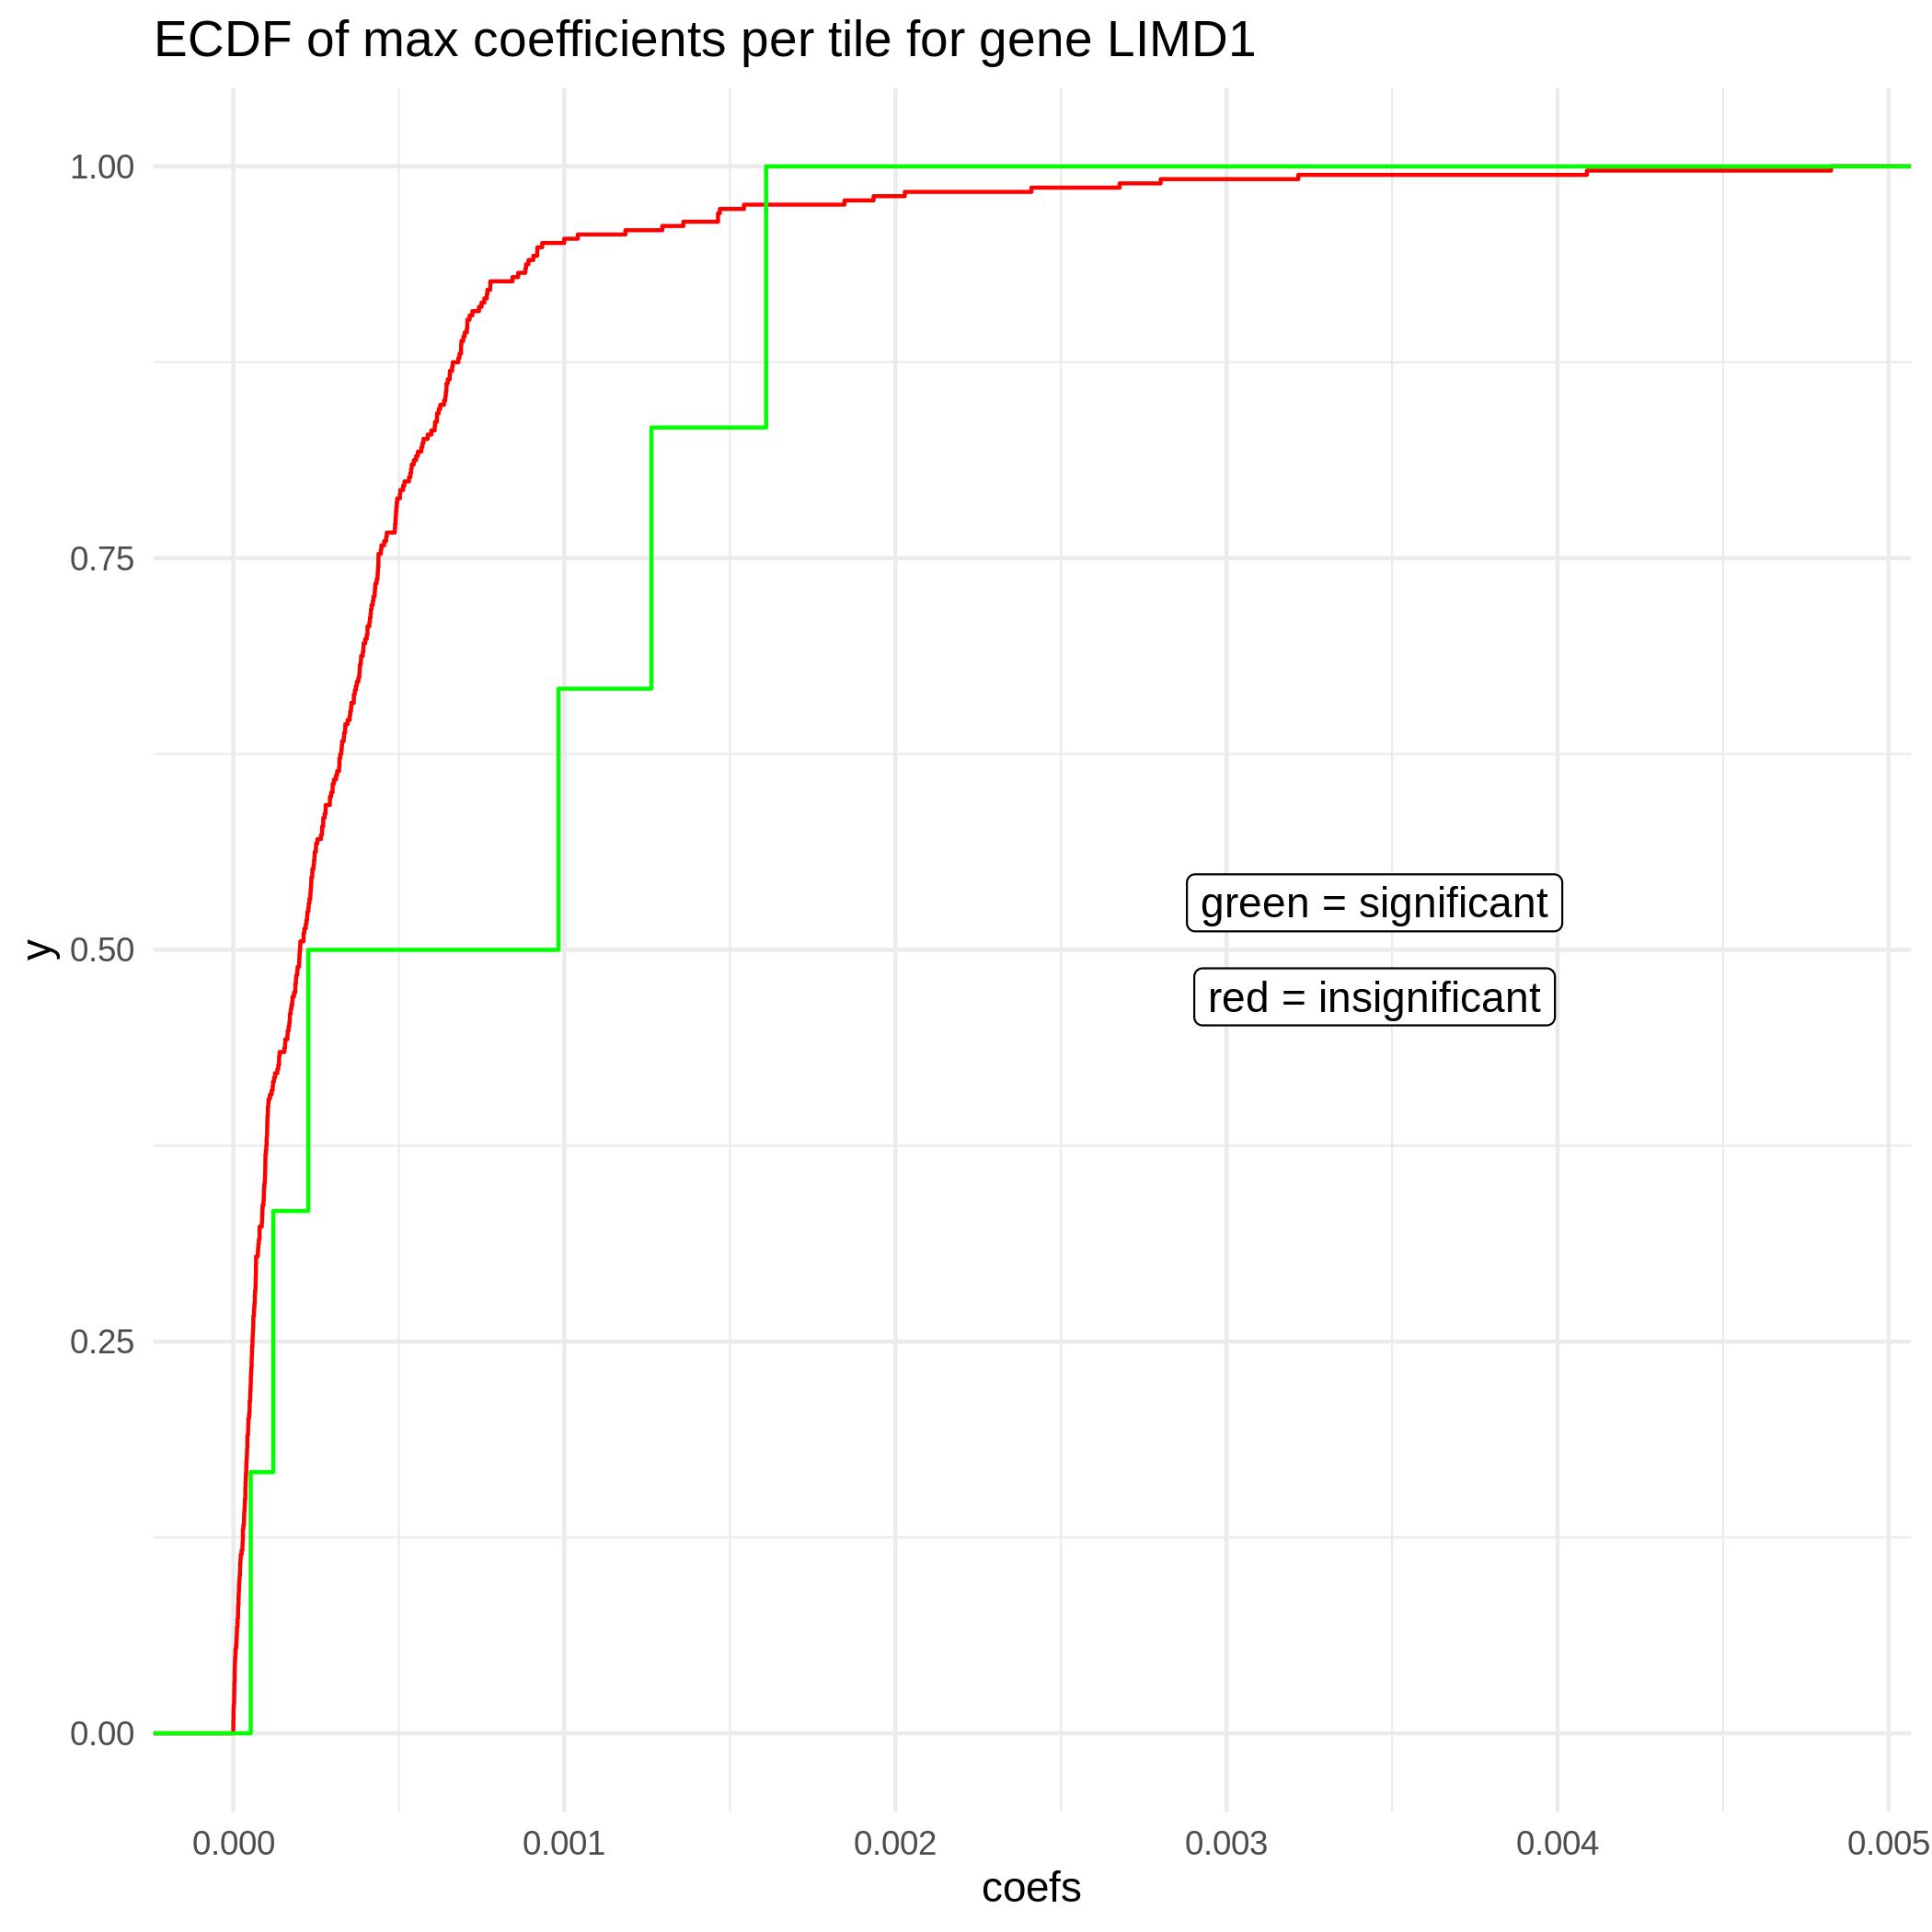 ECDF of max coefficients per tile for gene LIMD1
1.00
0.75
0.50
0.25
0.00
y
green = significant
red = insignificant
0.000 0.001 0.002 0.003 0.004 0.005
coefs